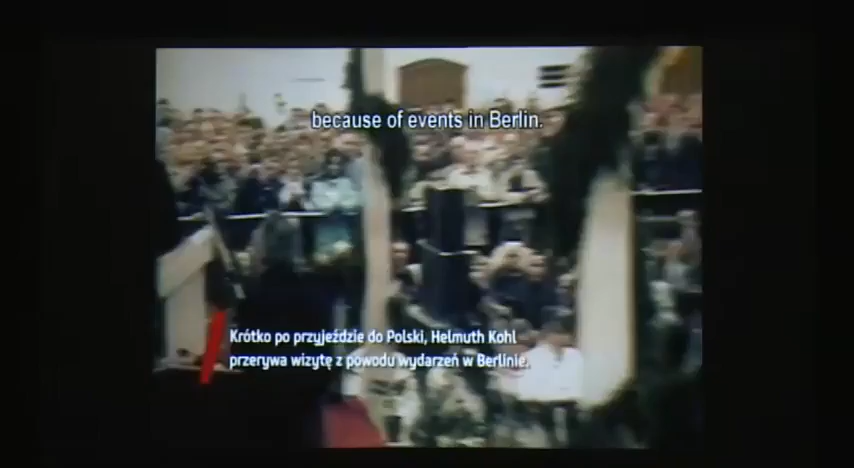 because of events in Berlin.
Krótko po przyjeździe do Polski, Helmuth Kohl
przerywa wizytę z powodu wydarzeń w Berlinie.